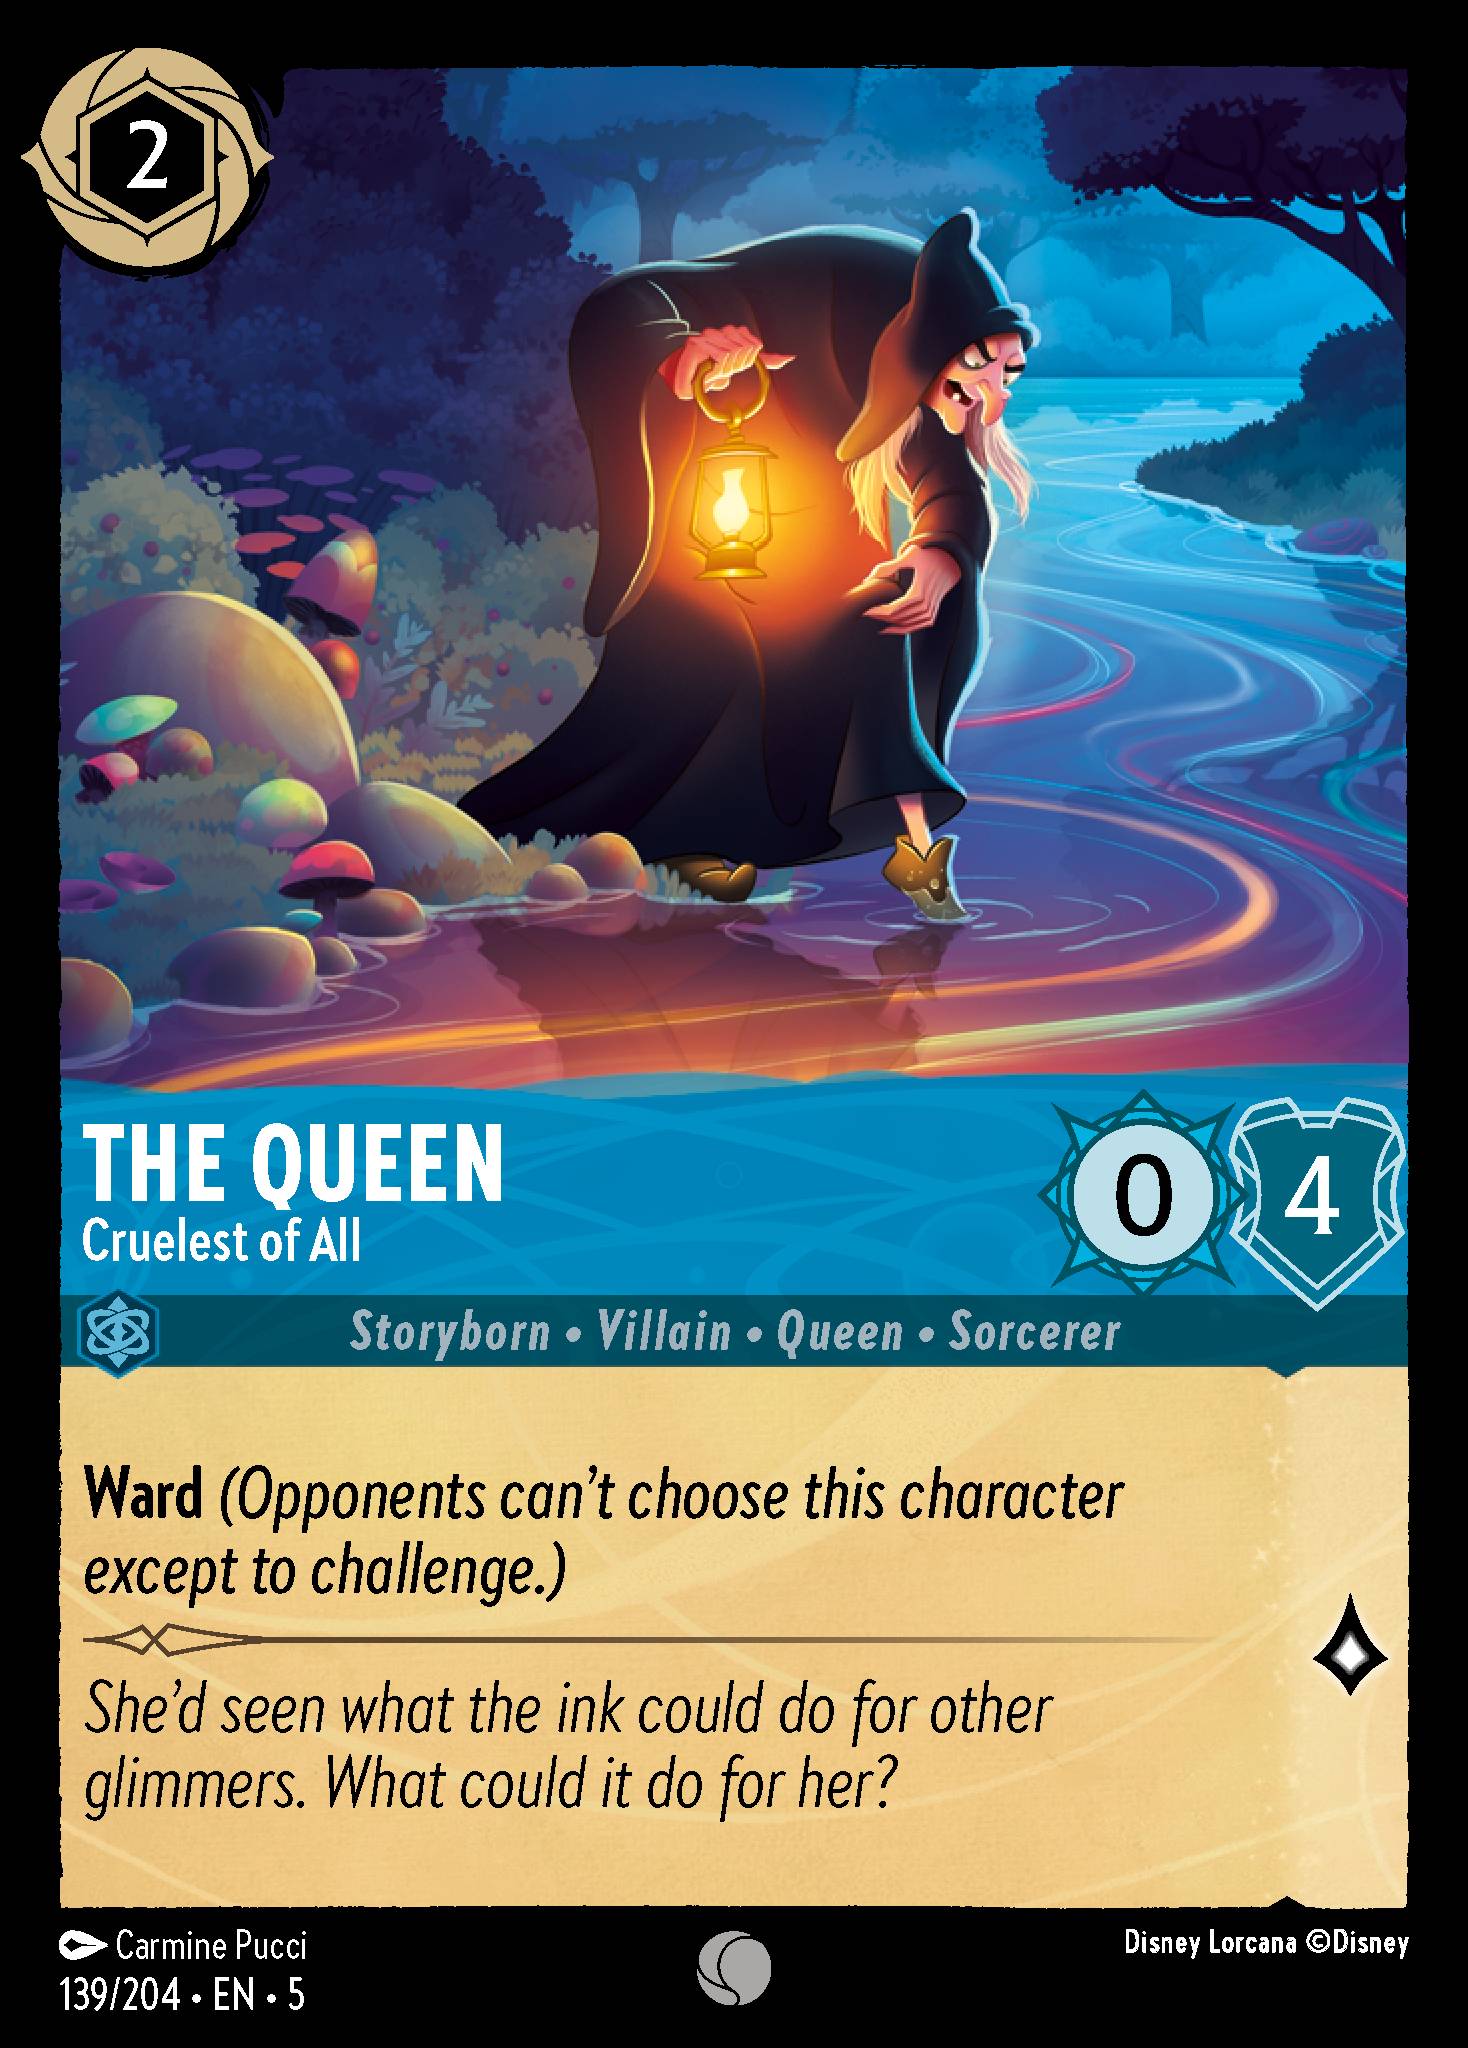 2
THE QUEEN
Cruelest of All
0
4
Storyborn • Villain • Queen • Sorcerer
Ward (Opponents can't choose this character
except to challenge.)
She'd seen what the ink could do for other
glimmers. What could it do for her?
Carmine Pucci
Disney Lorcana ©Disney
139/204 • EN • 5